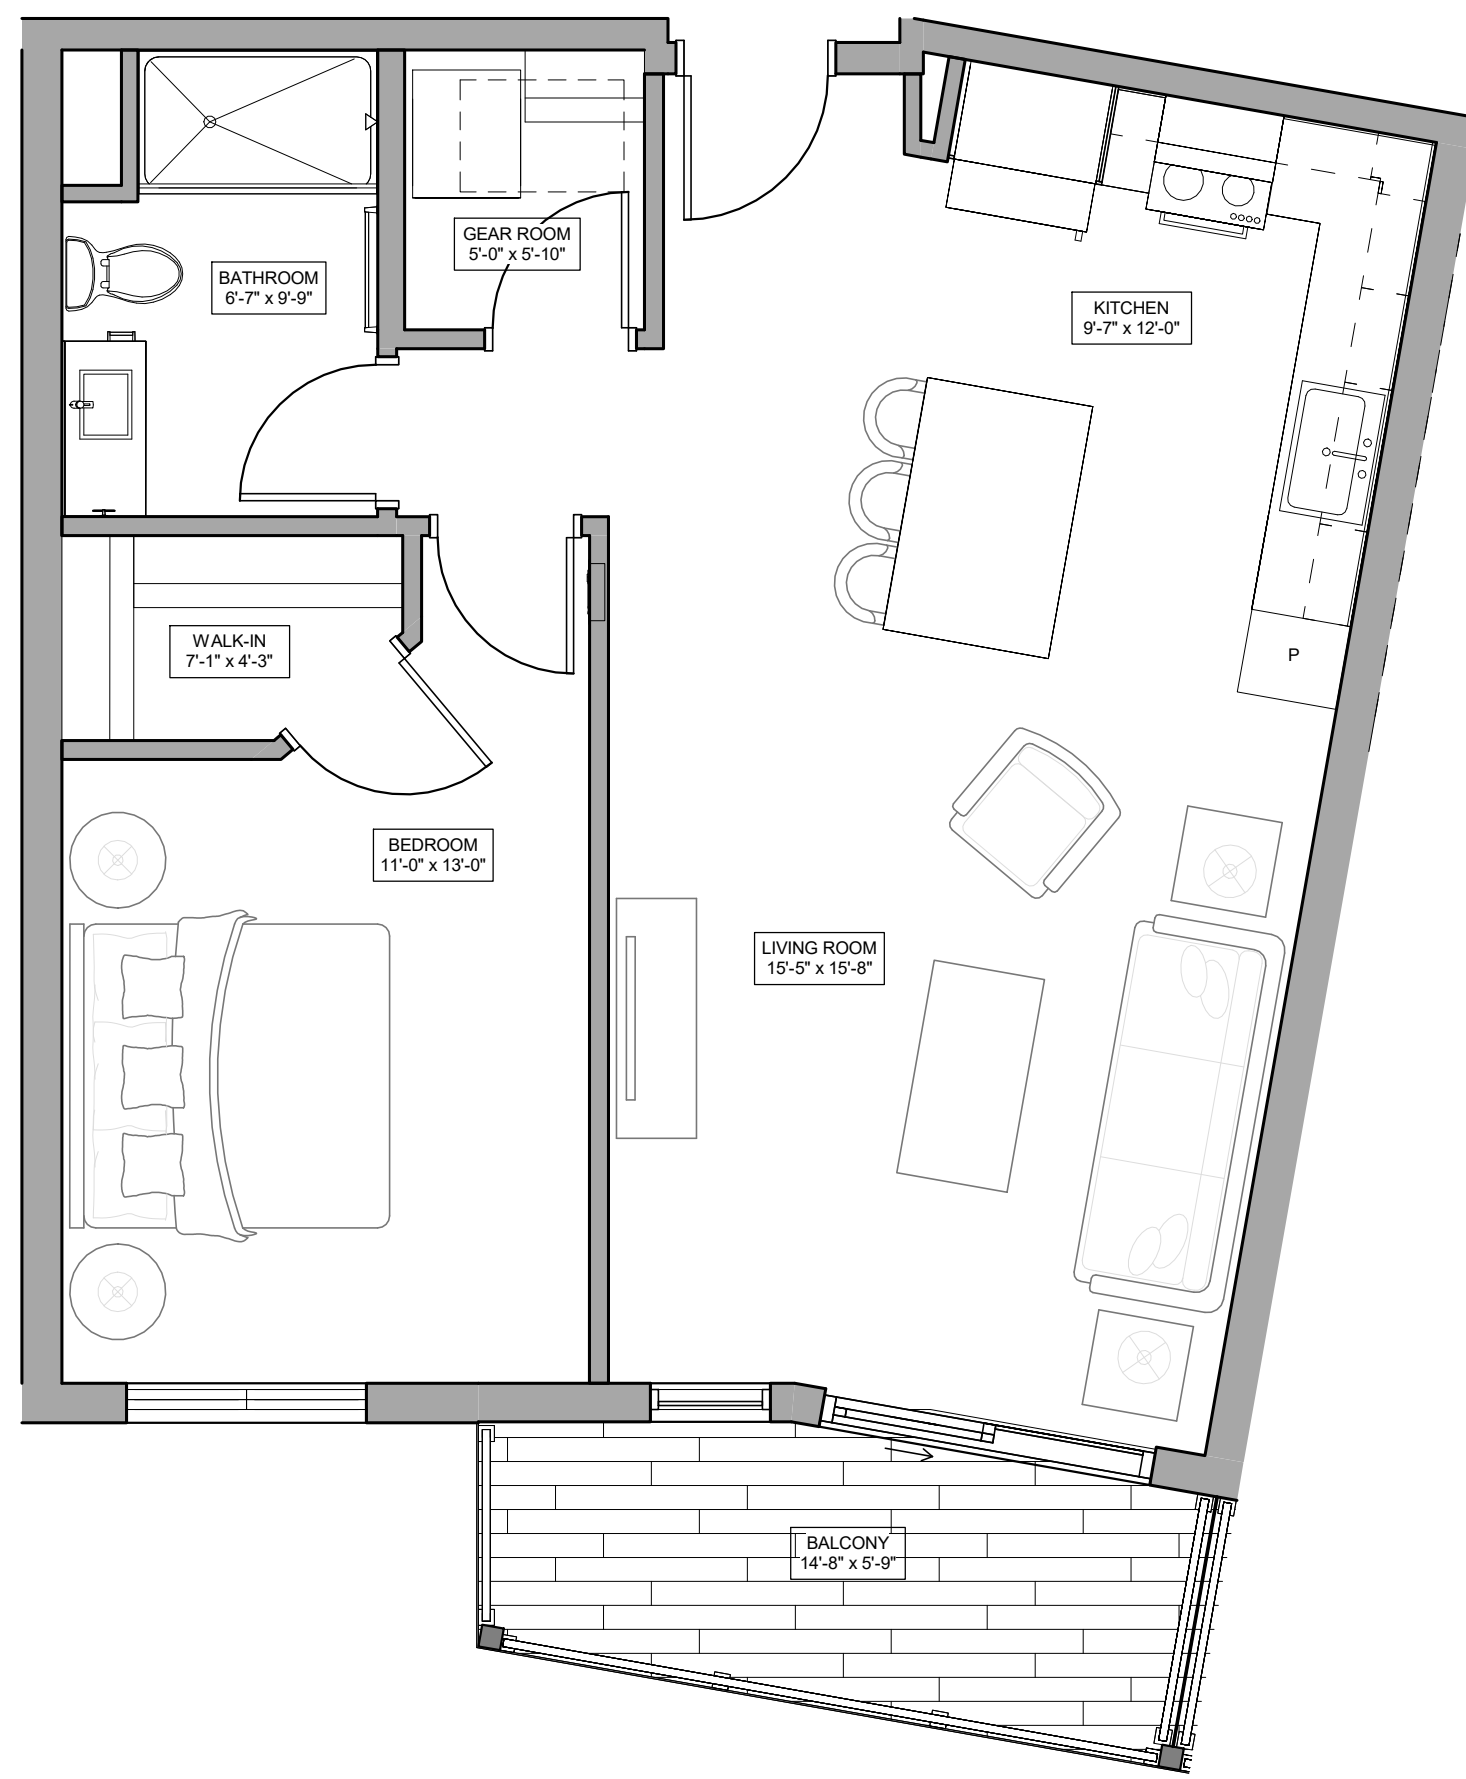 GEAR ROOM
5'-0" x 5'-10"
BATHROOM
6'-7" x 9'-9"
KITCHEN
9'-7" x 12'-0"
WALK-IN
7'-1" x 4'-3"
P
BEDROOM
11'-0" x 13'-0"
LIVING ROOM
15'-5" x 15'-8"
BALCONY
14'-8" x 5'-9"